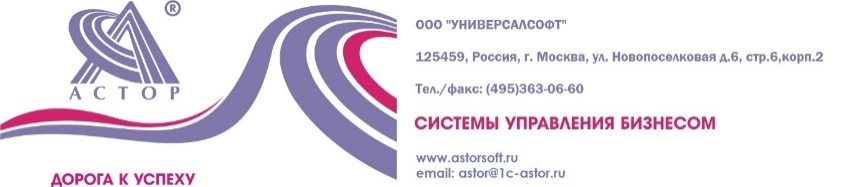 ®
АСТОР
ДОРОГА К УСПЕХУ
ООО "УНИВЕРСАЛСОФТ"
125459, Россия, г. Москва, ул. Новопоселковая д.6, стр.6,корп.2
Тел./факс: (495)363-06-60
СИСТЕМЫ УПРАВЛЕНИЯ БИЗНЕСОМ
www.astorsoft.ru
email: astor@1c-astor.ru